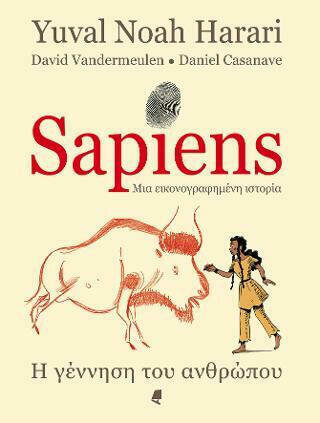 Yuval Noah Harari
David Vandermeulen • Daniel Casanave
Sapiens
Μια εικονογραφημένη ιστορία
Η γέννηση του ανθρώπου